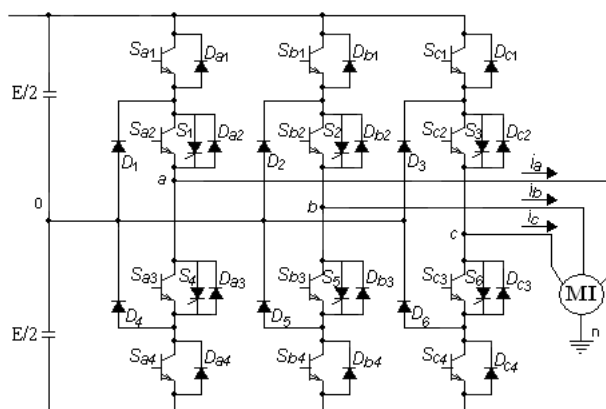 Sa1 Da1 Sb1 Db1 Sc1 Dc1
E/2
Sa2 S1 Da2 Sb2 S2 Db2 Sc2 S3 Dc2
D1 D2 D3
a ia
b ib
0
c ic
Sa3 S4 Da3 Sb3 S5 Db3 Sc3 S6 Dc3
MI
D4 D5 D6
n
E/2
Sa4 Da4 Sb4 Db4 Sc4 Dc4